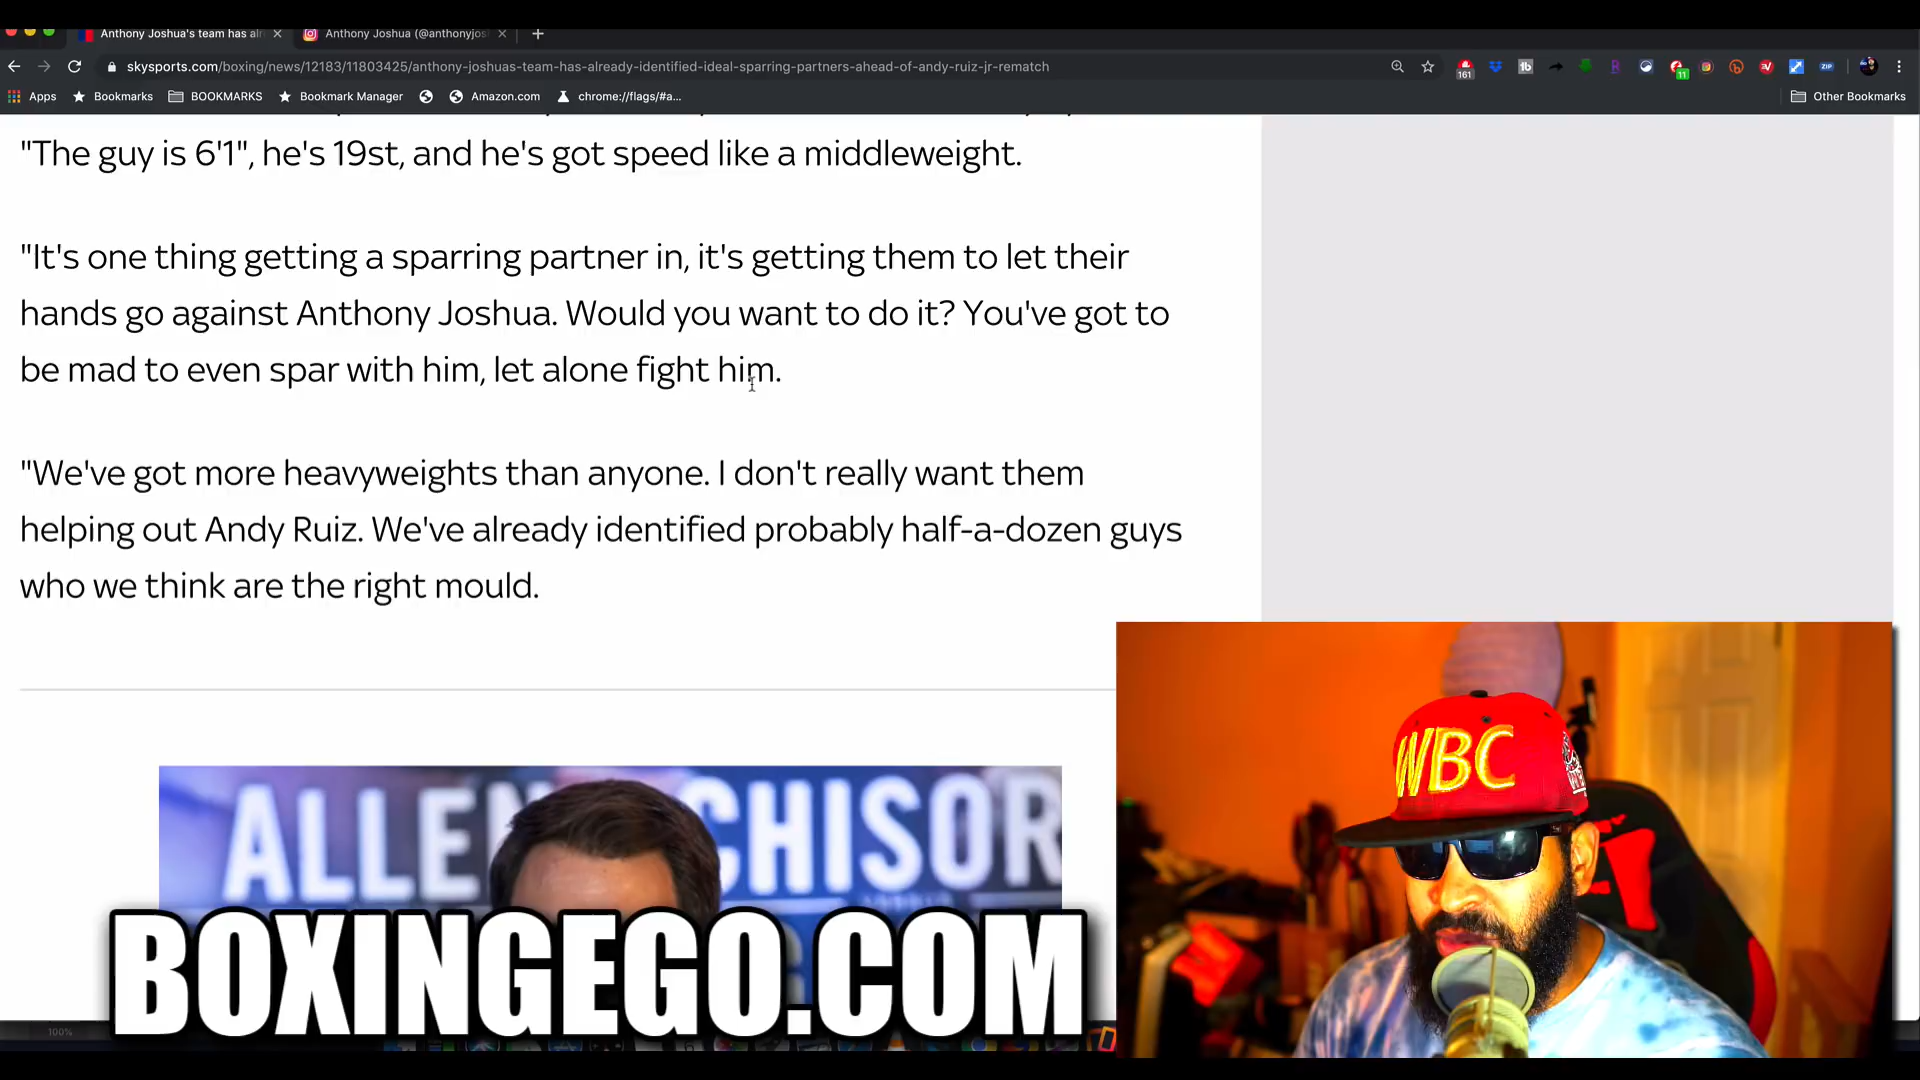 Anthony Joshua's team has alr
Anthony Joshua (@anthonyjos
skysports.com/boxing/news/12183/11803425/anthony-joshuas-team-has-already-identified-ideal-sparring-partners-ahead-of-andy-ruiz-jr-rematch
161
11
ZIP
Apps
Bookmarks
BOOKMARKS
Bookmark Manager
Amazon.com
chrome://flags/#a...
Other Bookmarks
"The guy is 6'1", he's 19st, and he's got speed like a middleweight.
"It's one thing getting a sparring partner in, it's getting them to let their
hands go against Anthony Joshua. Would you want to do it? You've got to
be mad to even spar with him, let alone fight him.
"We've got more heavyweights than anyone. I don't really want them
helping out Andy Ruiz. We've already identified probably half-a-dozen guys
who we think are the right mould.
WBC
ALLEN
CHISOR
BOXINGEGO.COM
100%